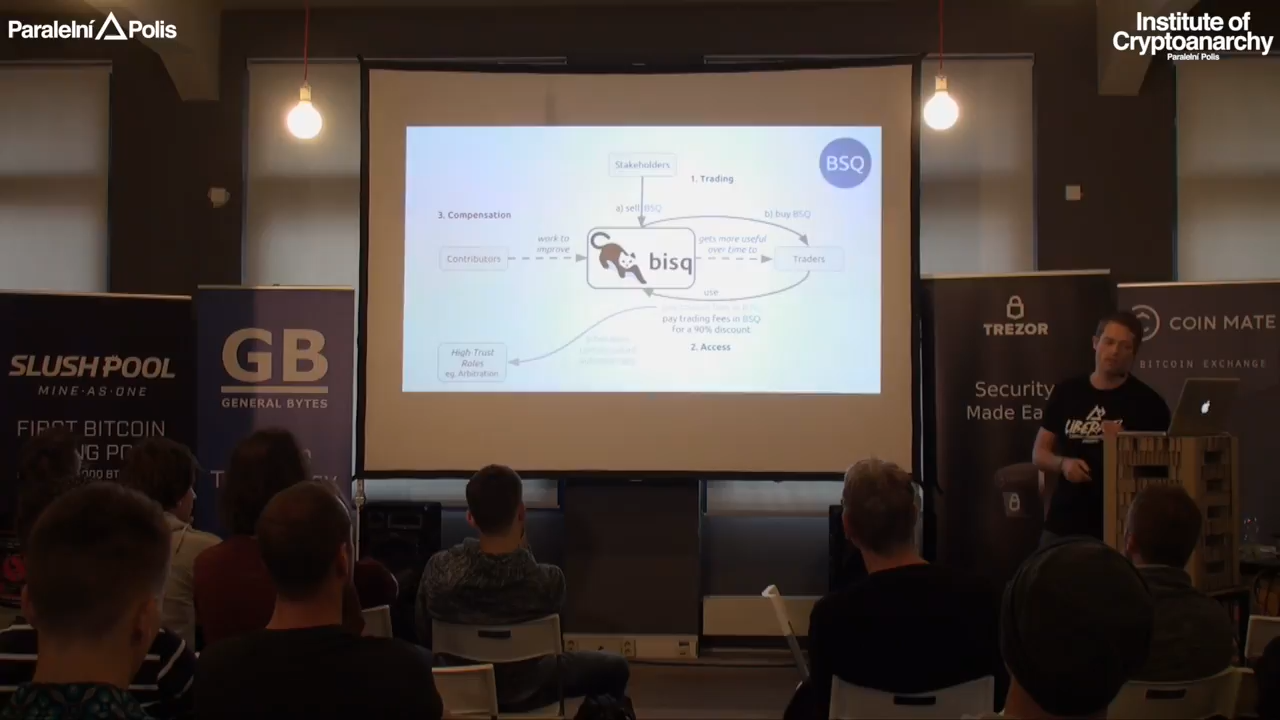 Paralelní Polis
Institute of
Cryptoanarchy
Paralelní Polis
BSQ
Stakeholders
1. Trading
a) sell BSQ
b) buy BSQ
3. Compensation
work to
improve
gets more useful
over time to
Contributors
bisq
Traders
use
pay trading fees in BSQ
for a 90% discount
2. Access
High-Trust
Roles
eg. Arbitration
SLUSH POOL
MINE·AS·ONE
FIRST BITCOIN
GB
GENERAL BYTES
TREZOR
Security
Made Ea
COIN MATE
BITCOIN EXCHANGE